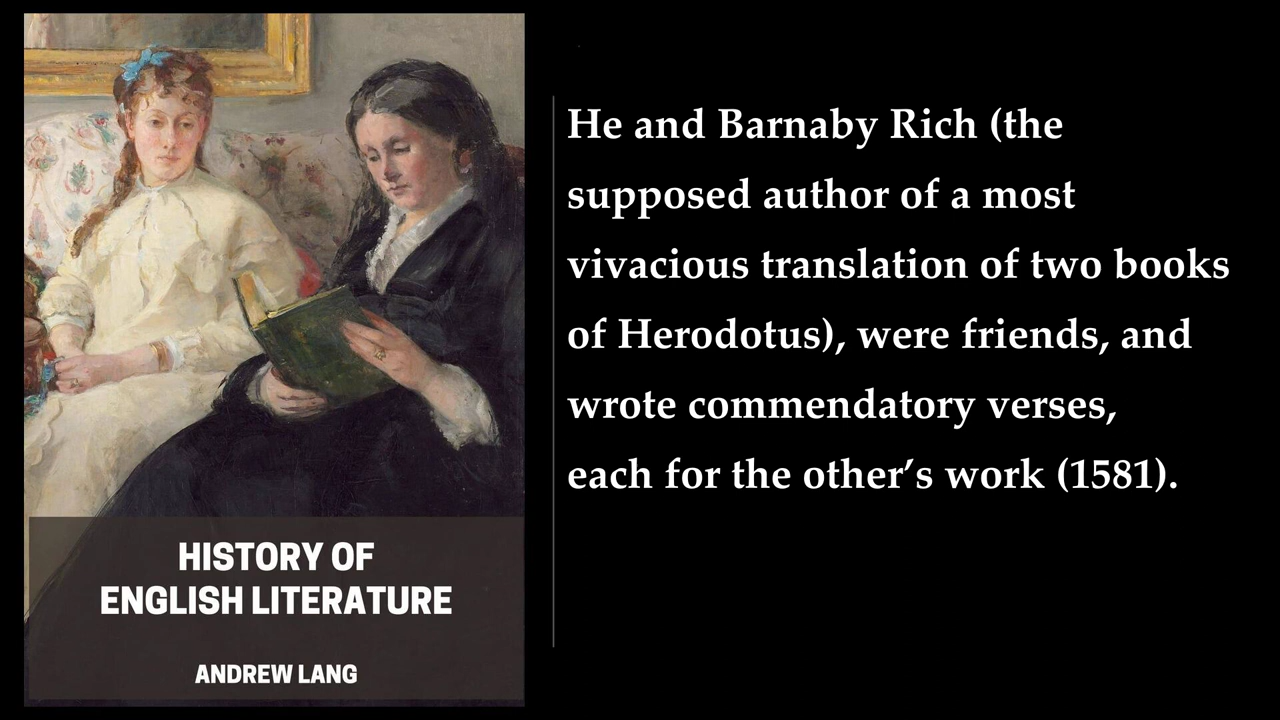 He and Barnaby Rich (the
supposed author of a most
vivacious translation of two books
of Herodotus), were friends, and
wrote commendatory verses,
each for the other’s work (1581).
HISTORY OF
ENGLISH LITERATURE
ANDREW LANG